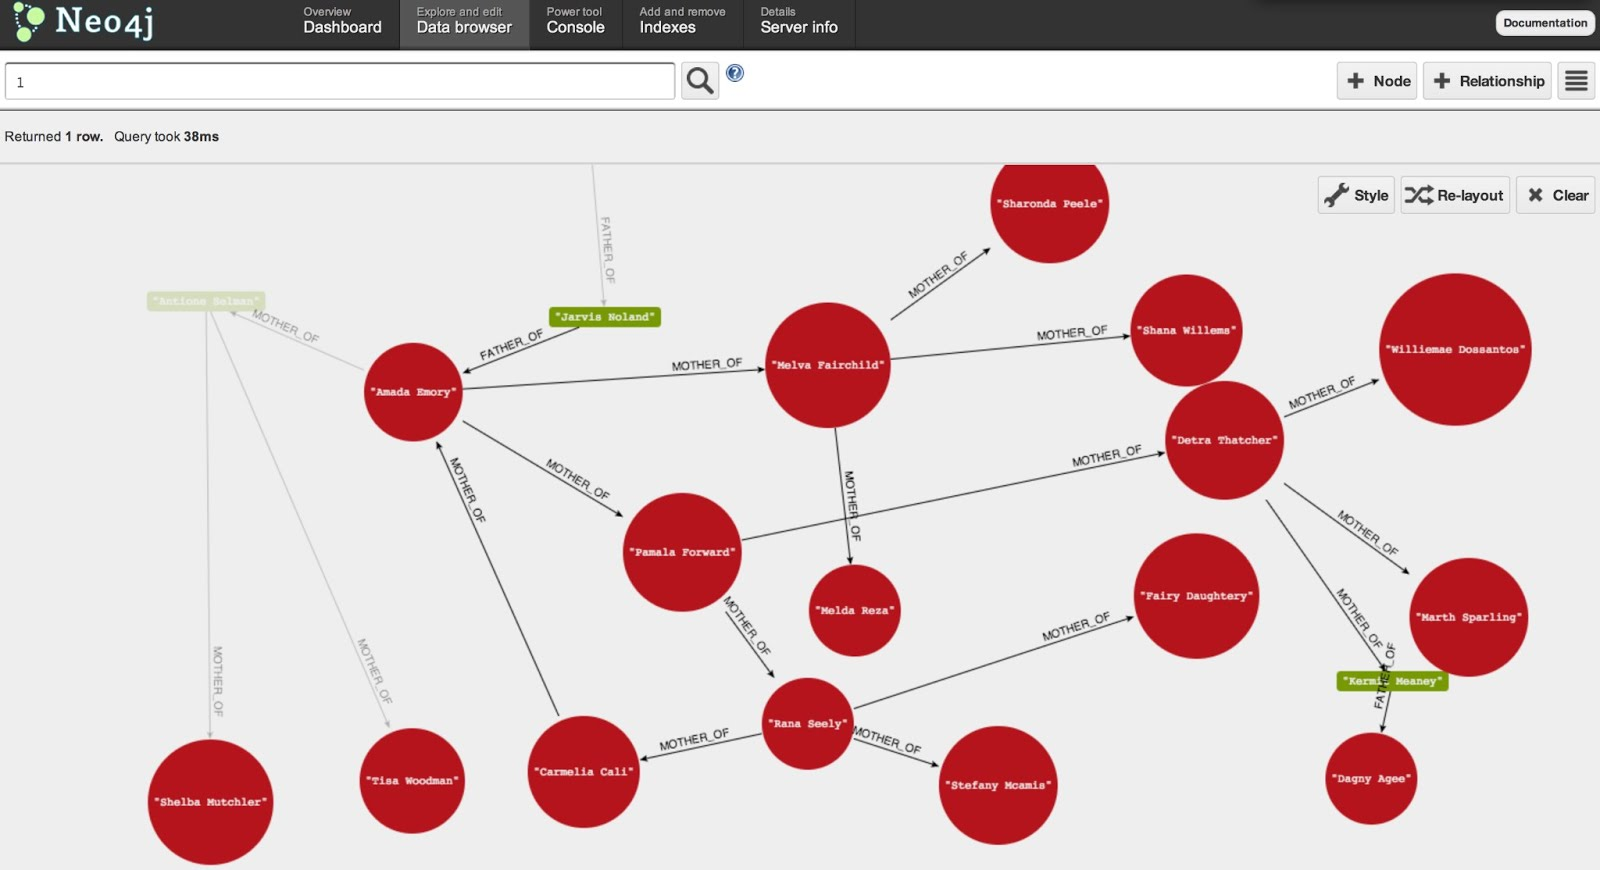 Neo4j
Overview
Dashboard
Explore and edit
Data browser
Power tool
Console
Add and remove
Indexes
Details
Server info
Documentation
1
?
Node
Relationship
Returned 1 row. Query took 38ms
Style
Re-layout
Clear
"Sharonda Peele"
FATHER_OF
MOTHER_OF
"Antione Selman"
MOTHER_OF
"Jarvis Noland"
FATHER_OF
"Shana Willems"
MOTHER_OF
"Williemae Dossantos"
"Melva Fairchild"
MOTHER_OF
"Amada Emory"
MOTHER_OF
"Detra Thatcher"
MOTHER_OF
MOTHER_OF
MOTHER_OF
MOTHER_OF
MOTHER_OF
"Pamala Forward"
"Fairy Daughtery"
"Melda Reza"
"Marth Sparling"
MOTHER_OF
MOTHER_OF
MOTHER_OF
"Kermit Meaney"
FATHER_OF
MOTHER_OF
MOTHER_OF
"Rana Seely"
MOTHER_OF
MOTHER_OF
"Carmelia Cali"
"Tisa Woodman"
"Dagny Agee"
"Stefany Mcamis"
"Shelba Mutchler"